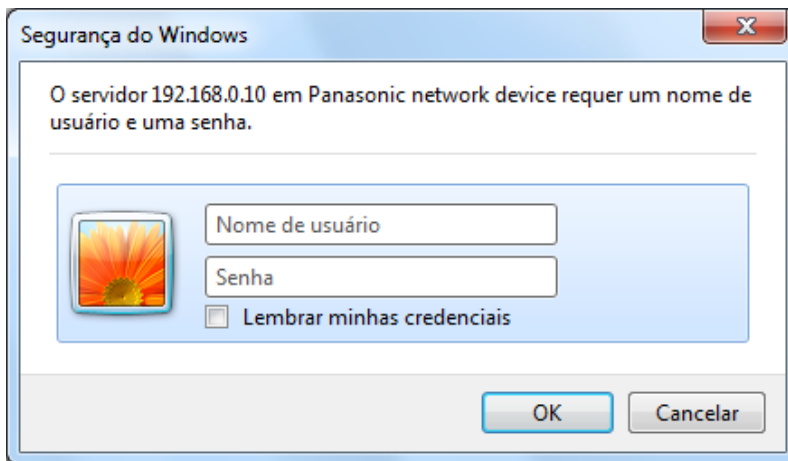 Segurança do Windows
O servidor 192.168.0.10 em Panasonic network device requer um nome de
usuário e uma senha.
Nome de usuário
Senha
Lembrar minhas credenciais
OK
Cancelar